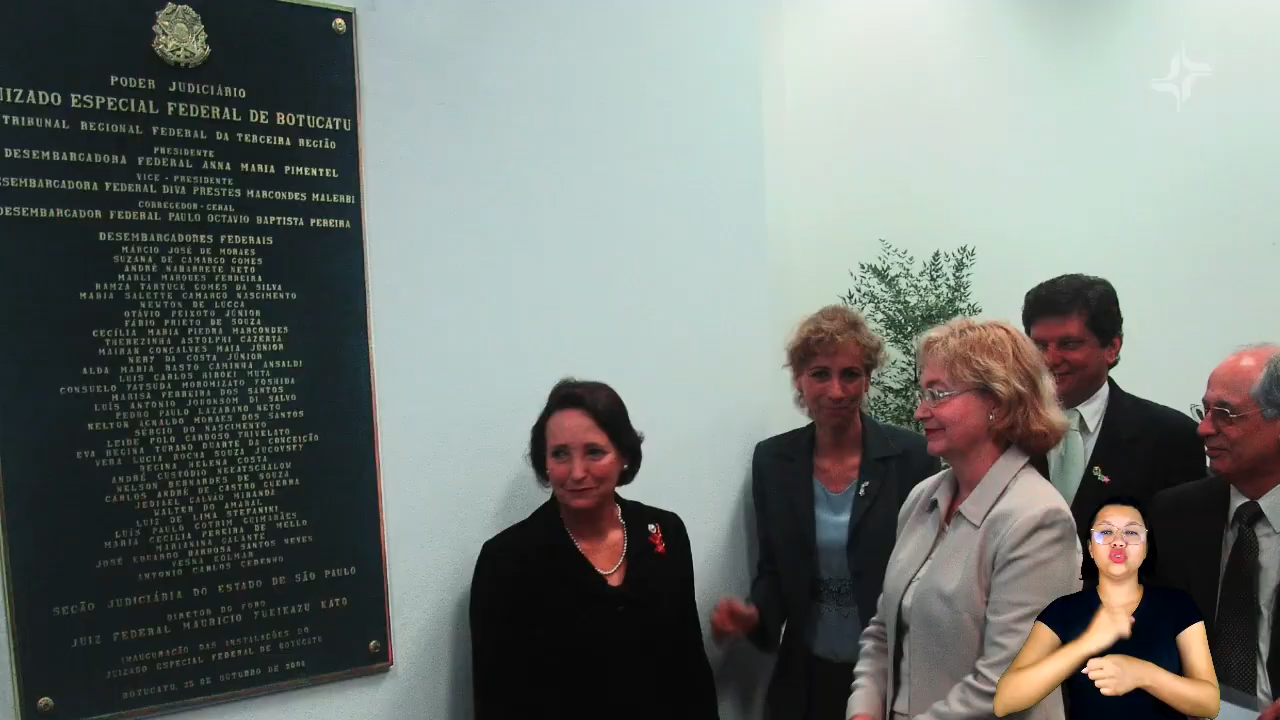 PODER JUDICIÁRIO
JUIZADO ESPECIAL FEDERAL DE BOTUCATU
TRIBUNAL REGIONAL FEDERAL DA TERCEIRA REGIÃO
PRESIDENTE
DESEMBARGADORA FEDERAL ANNA MARIA PIMENTEL
VICE - PRESIDENTE
DESEMBARGADORA FEDERAL DIVA PRESTES MARCONDES MALERBI
CORREGEDOR - GERAL
DESEMBARGADOR FEDERAL PAULO OCTAVIO BAPTISTA PEREIRA
DESEMBARGADORES FEDERAIS
MÁRCIO JOSÉ DE MORAES
SUZANA DE CAMARGO GOMES
ANDRÉ NABARRETE NETO
MARLI MARQUES FERREIRA
RAMZA TARTUCE GOMES DA SILVA
MARIA SALETTE CAMARGO NASCIMENTO
NEWTON DE LUCCA
OTÁVIO PEIXOTO JÚNIOR
FÁBIO PRIETO DE SOUZA
CECÍLIA MARIA PIEDRA MARCONDES
THEREZINHA ASTOLPHI CAZERTA
MAIRAN GONÇALVES MAIA JÚNIOR
NERY DA COSTA JÚNIOR
ALDA MARIA BASTO CAMINHA ANSALDI
LUIS CARLOS HIROKI MUTA
CONSUELO YATSUDA MOROMIZATO YOSHIDA
MARISA FERREIRA DOS SANTOS
LUÍS ANTONIO JOHONSOM DI SALVO
PEDRO PAULO LAZARANO NETO
NELTON AGNALDO MORAES DOS SANTOS
SÉRGIO DO NASCIMENTO
LEIDE POLO CARDOSO TRIVELATO
EVA REGINA TURANO DUARTE DA CONCEIÇÃO
VERA LUCIA ROCHA SOUZA JUCOVSKY
REGINA HELENA COSTA
ANDRÉ CUSTÓDIO NEKATSCHALOW
NELSON BERNARDES DE SOUZA
CARLOS ANDRÉ DE CASTRO GUERRA
JEDIAEL GALVÃO MIRANDA
WALTER DO AMARAL
LUIZ DE LIMA STEFANINI
LUÍS PAULO COTRIM GUIMARÃES
MARIA CECÍLIA PEREIRA DE MELLO
MARIANINA GALANTE
JOSÉ EDUARDO BARBOSA SANTOS NEVES
VESNA KOLMAR
ANTONIO CARLOS CEDENHO
SEÇÃO JUDICIÁRIA DO ESTADO DE SÃO PAULO
DIRETOR DO FORO
JUIZ FEDERAL MAURICIO YUKIKAZU KATO
INAUGURAÇÃO DAS INSTALAÇÕES DO
JUIZADO ESPECIAL FEDERAL DE BOTUCATU
BOTUCATU, 25 DE OUTUBRO DE 2004